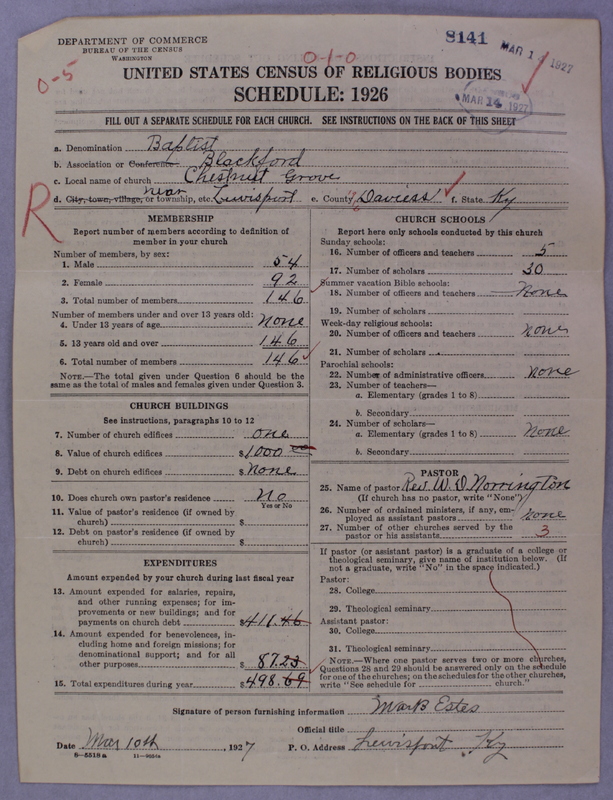 DEPARTMENT OF COMMERCE
BUREAU OF THE CENSUS
WASHINGTON
8141
MAR 14 1927
MAR 14 1927
0-5
0-1-0
UNITED STATES CENSUS OF RELIGIOUS BODIES
SCHEDULE: 1926
FILL OUT A SEPARATE SCHEDULE FOR EACH CHURCH. SEE INSTRUCTIONS ON THE BACK OF THIS SHEET
a. Denomination Baptist
b. Association or Conference Blackford
c. Local name of church Chestnut Grove
d. City, town, village, or township, etc. near Lewisport e. County Daviess f. State Ky
R
MEMBERSHIP
Report number of members according to definition of
member in your church
Number of members, by sex:
1. Male 54
2. Female 92
3. Total number of members 146
Number of members under and over 13 years old:
4. Under 13 years of age None
5. 13 years old and over 146
6. Total number of members 146
NOTE.—The total given under Question 6 should be the
same as the total of males and females given under Question 3.
CHURCH BUILDINGS
See instructions, paragraphs 10 to 12
7. Number of church edifices one
8. Value of church edifices $1000 00
9. Debt on church edifices $None
10. Does church own pastor's residence No
Yes or No
11. Value of pastor's residence (if owned by
church) $
12. Debt on pastor's residence (if owned by
church) $
EXPENDITURES
Amount expended by your church during last fiscal year
13. Amount expended for salaries, repairs,
and other running expenses; for im-
provements or new buildings; and for
payments on church debt $411.46
14. Amount expended for benevolences, in-
cluding home and foreign missions; for
denominational support; and for all
other purposes 87.23
15. Total expenditures during year $498.69
CHURCH SCHOOLS
Report here only schools conducted by this church
Sunday schools:
16. Number of officers and teachers 5
17. Number of scholars 30
Summer vacation Bible schools:
18. Number of officers and teachers None
19. Number of scholars
Week-day religious schools:
20. Number of officers and teachers None
21. Number of scholars
Parochial schools:
22. Number of administrative officers None
23. Number of teachers—
a. Elementary (grades 1 to 8)
b. Secondary
24. Number of scholars—
a. Elementary (grades 1 to 8) None
b. Secondary
PASTOR
25. Name of pastor Rev. W. D. Norrington
(If church has no pastor, write "None")
26. Number of ordained ministers, if any, em-
ployed as assistant pastors None
27. Number of other churches served by the
pastor or his assistants 3
If pastor (or assistant pastor) is a graduate of a college or
theological seminary, give name of institution below. (If
not a graduate, write "No" in the space indicated.)
Pastor:
28. College
29. Theological seminary
Assistant pastor:
30. College
31. Theological seminary
NOTE.—Where one pastor serves two or more churches,
Questions 28 and 29 should be answered only on the schedule
for one of the churches; on the schedules for the other churches,
write "See schedule for church."
Signature of person furnishing information Mark Estes
Official title
Date Mar 10th, 1927 P. O. Address Lewisport, Ky
8—5518a